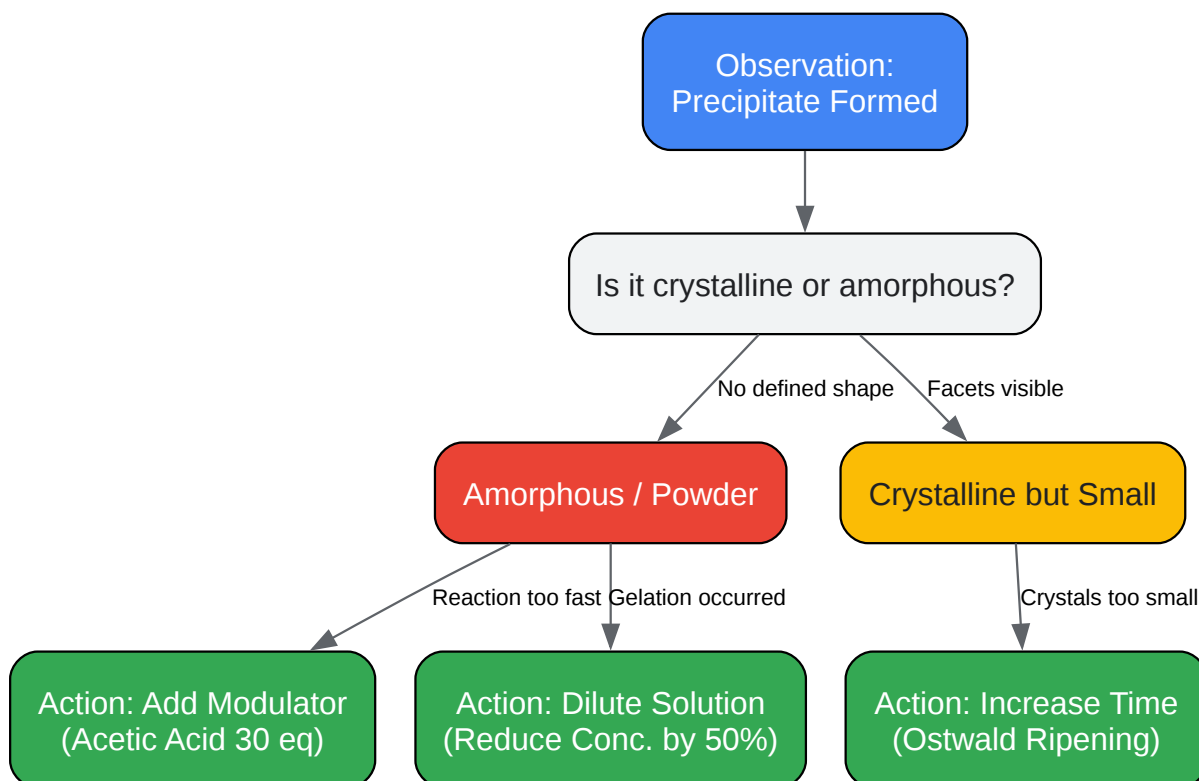 Observation:
Precipitate Formed
Is it crystalline or amorphous?
No defined shape
Facets visible
Amorphous / Powder
Crystalline but Small
Reaction too fast
Gelation occurred
Crystals too small
Action: Add Modulator
(Acetic Acid 30 eq)
Action: Dilute Solution
(Reduce Conc. by 50%)
Action: Increase Time
(Ostwald Ripening)